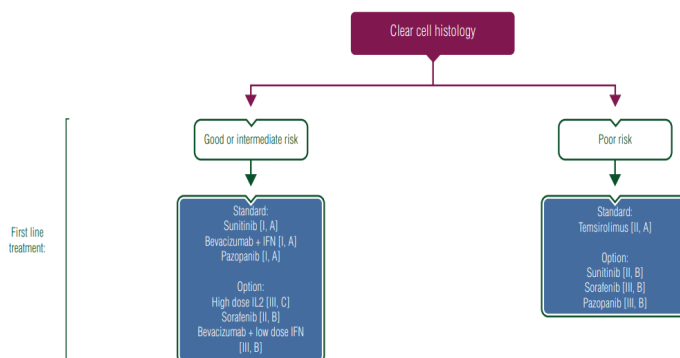 Clear cell histology
Good or intermediate risk
Poor risk
First line
treatment:
Standard:
Sunitinib [I, A]
Bevacizumab + IFN [I, A]
Pazopanib [I, A]
Option:
High dose IL2 [III, C]
Sorafenib [II, B]
Bevacizumab + low dose IFN
[III, B]
Standard:
Temsirolimus [II, A]
Option:
Sunitinib [II, B]
Sorafenib [III, B]
Pazopanib [III, B]